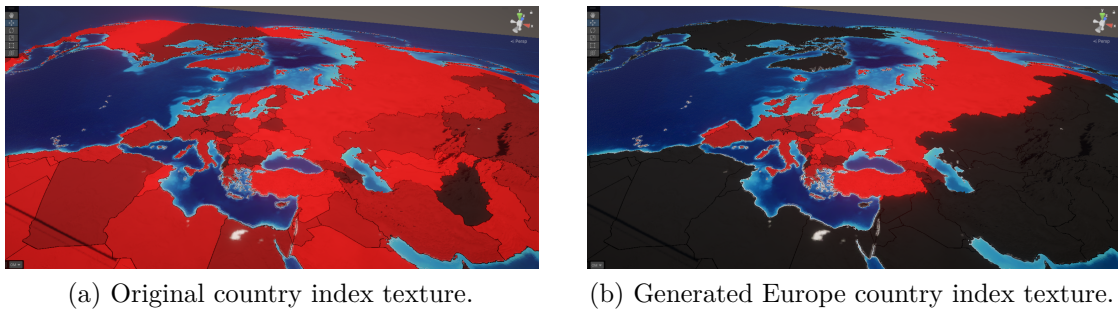 (a) Original country index texture.
(b) Generated Europe country index texture.